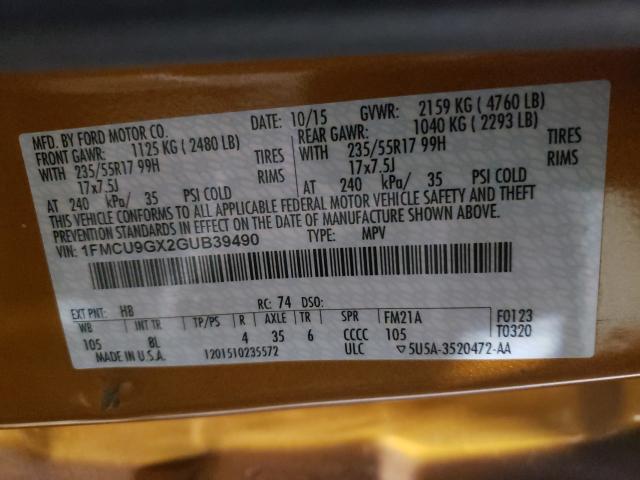 MFD. BY FORD MOTOR CO.
DATE: 10/15 GVWR: 2159 KG ( 4760 LB)
FRONT GAWR: 1125 KG ( 2480 LB)
REAR GAWR: 1040 KG ( 2293 LB)
WITH 235/55R17 99H TIRES
WITH 235/55R17 99H TIRES
17x7.5J RIMS
17x7.5J RIMS
AT 240 kPa/ 35 PSI COLD
AT 240 kPa/ 35 PSI COLD
THIS VEHICLE CONFORMS TO ALL APPLICABLE FEDERAL MOTOR VEHICLE SAFETY AND THEFT
PREVENTION STANDARDS IN EFFECT ON THE DATE OF MANUFACTURE SHOWN ABOVE.
VIN: 1FMCU9GX2GUB39490 TYPE: MPV
EXT PNT: HB RC: 74 DSO:
WB INT TR TP/PS R AXLE TR SPR FM21A F0123
105 8L 4 35 6 CCCC 105 T0320
MADE IN U.S.A. 1201510235572 ULC ▽5U5A-3520472-AA